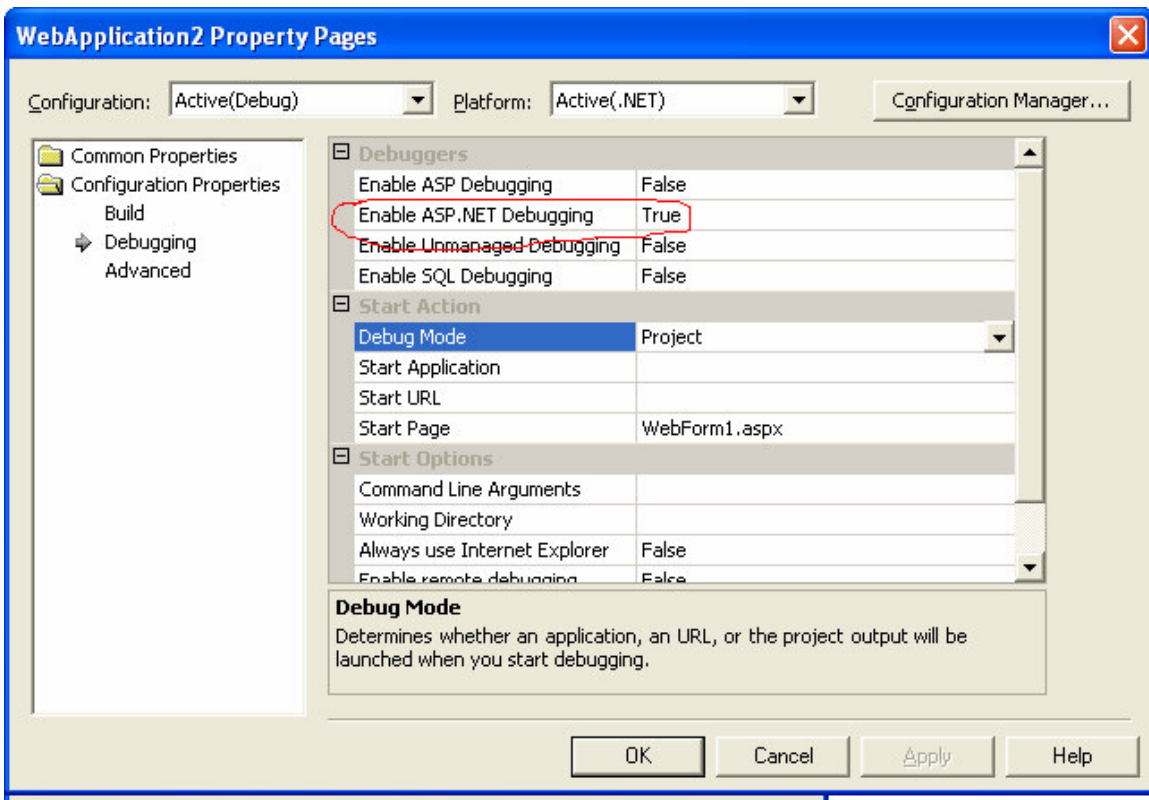 WebApplication2 Property Pages
Configuration: Active(Debug) Platform: Active(.NET) Configuration Manager...
Common Properties
Configuration Properties
Build
Debugging
Advanced
Debuggers
Enable ASP Debugging False
Enable ASP.NET Debugging True
Enable Unmanaged Debugging False
Enable SQL Debugging False
Start Action
Debug Mode Project
Start Application
Start URL
Start Page WebForm1.aspx
Start Options
Command Line Arguments
Working Directory
Always use Internet Explorer False
Enable remote debugging False
Debug Mode
Determines whether an application, an URL, or the project output will be
launched when you start debugging.
OK Cancel Apply Help